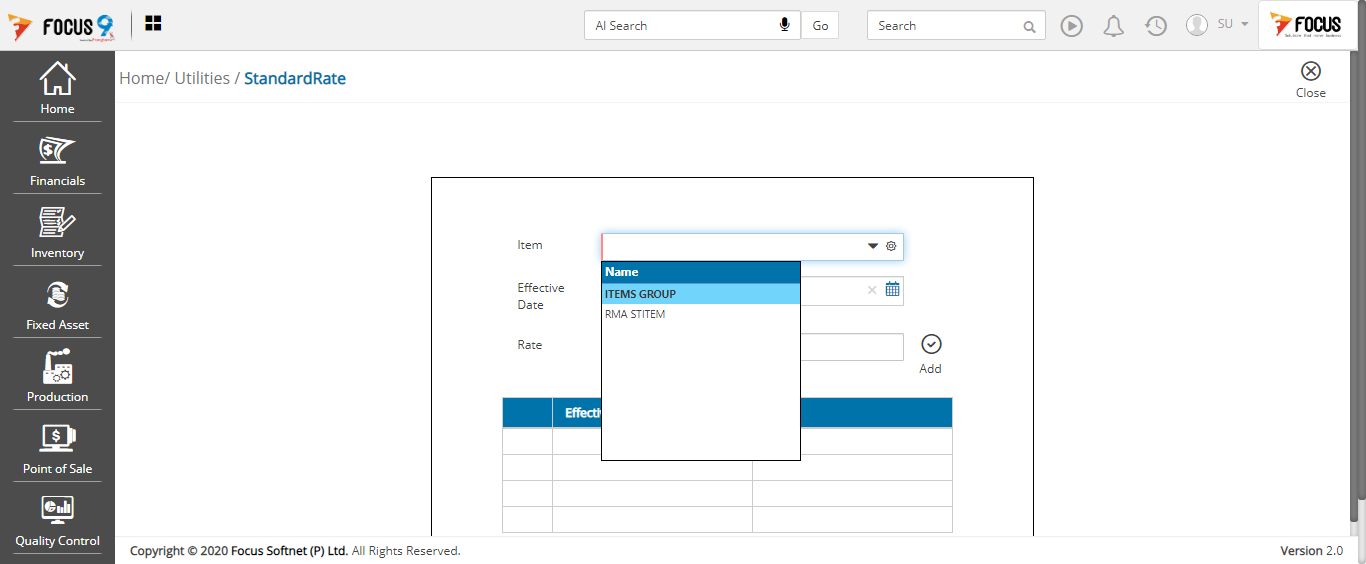 FOCUS 9
AI Search
Go
Search
SU
FOCUS
Home/ Utilities / StandardRate
Close
Home
Financials
Inventory
Fixed Asset
Production
Point of Sale
Quality Control
Item
Name
ITEMS GROUP
RMA STITEM
Effective
Date
Rate
Add
Effecti
Copyright © 2020 Focus Softnet (P) Ltd. All Rights Reserved.
Version 2.0